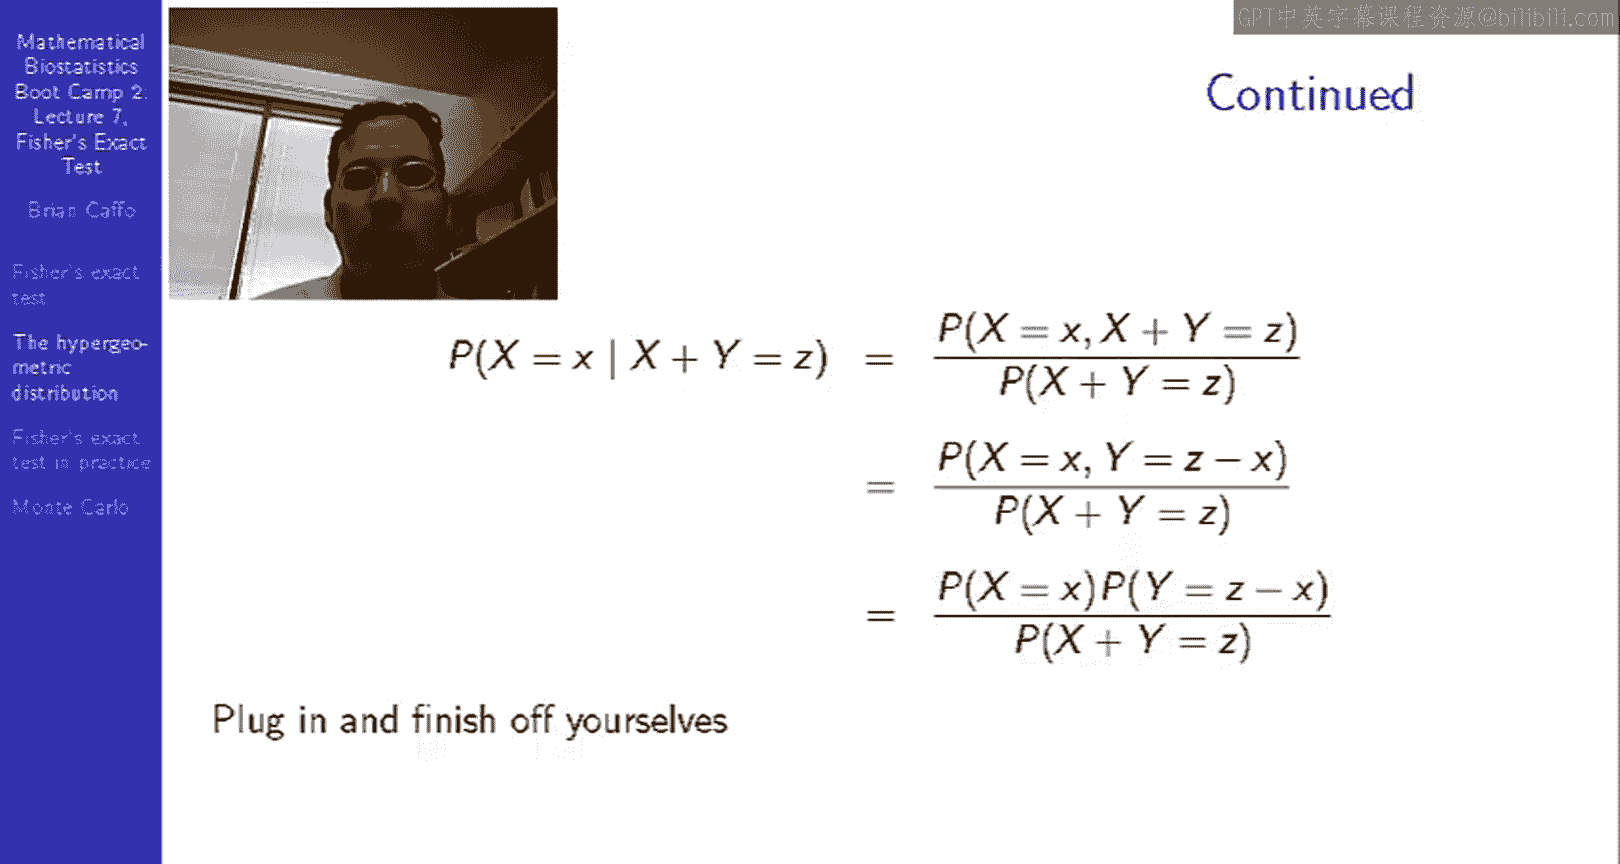 GPT中英字幕课程资源@bilibili.com
Mathematical
Biostatistics
Boot Camp 2:
Lecture 7,
Fisher's Exact
Test
Brian Caffo
Fisher's exact
test
The hypergeo-
metric
distribution
Fisher's exact
test in practice
Monte Carlo
Continued
P(X = x | X + Y = z) = P(X = x, X + Y = z) / P(X + Y = z)
= P(X = x, Y = z − x) / P(X + Y = z)
= P(X = x)P(Y = z − x) / P(X + Y = z)
Plug in and finish off yourselves